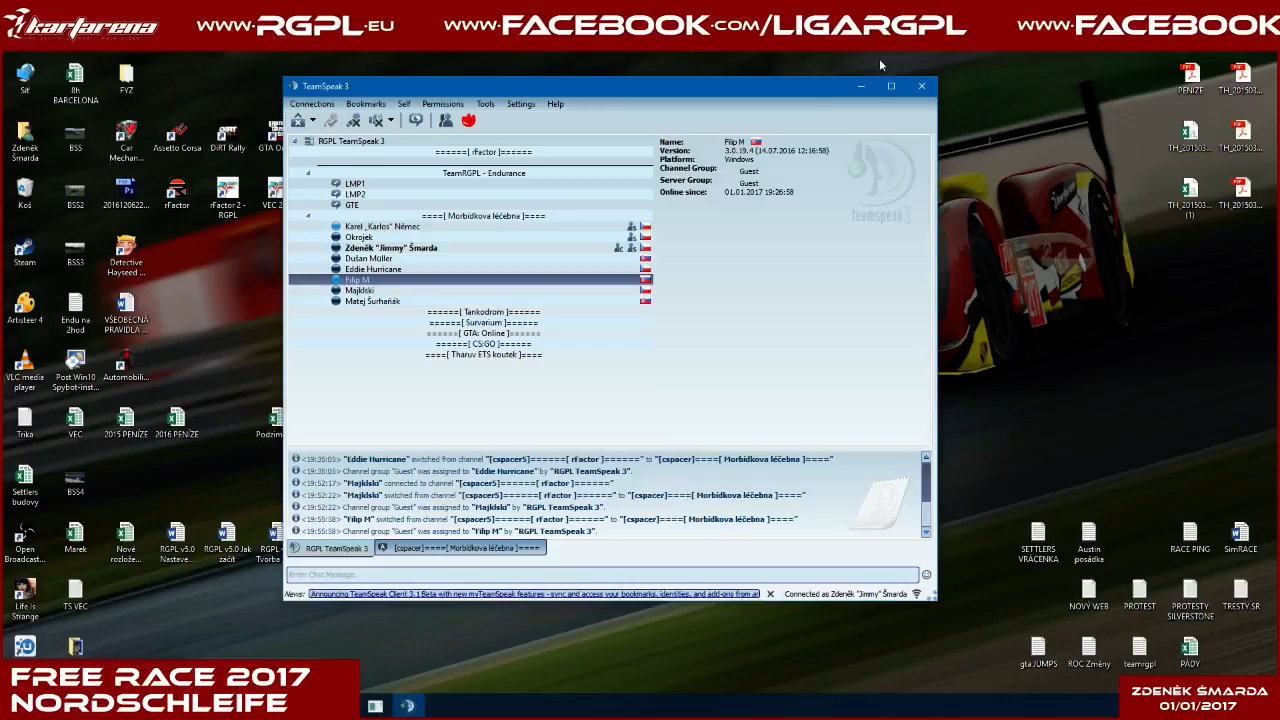 kartarena
www.RGPL.EU
www.FACEBOOK.com/LIGARGPL
www.FACEBOOK
Síť
8h BARCELONA
FYZ
Zdeněk Šmarda
BSS
Car Mechan...
Assetto Corsa
DiRT Rally
GTA On
Koš
BSS2
2016120622...
rFactor
rFactor 2 - RGPL
VEC 2
Steam
BSS3
Detective Hayseed ...
Artisteer 4
Endu na 2hod
VŠEOBECNÁ PRAVIDLA ...
VLC media player
Post Win10 Spybot-inst...
Automobili...
Trika
VEC
2015 PENÍZE
2016 PENÍZE
Podzim
Settlers budovy
BSS4
Open Broadcast...
Marek
Nové rozlože...
RGPL v5.0 Nastave...
RGPL v5.0 Jak začít
RGPL v
Life Is Strange
TS VEC
TeamSpeak 3
Connections Bookmarks Self Permissions Tools Settings Help
RGPL TeamSpeak 3
======[ rFactor ]======
TeamRGPL - Endurance
LMP1
LMP2
GTE
====[ Morbidkova léčebna ]====
Karel „Karlos" Němec
Okrojek
Zdeněk "Jimmy" Šmarda
Dušan Müller
Eddie Hurricane
Filip M
Majklski
Matej Šurhaňák
======[ Tankodrom ]======
======[ Survarium ]======
======[ GTA: Online ]======
======[ CS:GO ]======
====[ Tharuv ETS koutek ]====
Name: Filip M
Version: 3.0.19.4 (14.07.2016 12:16:58)
Platform: Windows
Channel Group:
Guest
Server Group:
Guest
Online since: 01.01.2017 19:26:58
teamspeak3
<19:35:05> "Eddie Hurricane" switched from channel "[cspacer5]======[ rFactor ]======" to "[cspacer]====[ Morbidkova léčebna ]===="
<19:35:05> Channel group "Guest" was assigned to "Eddie Hurricane" by "RGPL TeamSpeak 3".
<19:52:17> "Majklski" connected to channel "[cspacer5]======[ rFactor ]======"
<19:52:22> "Majklski" switched from channel "[cspacer5]======[ rFactor ]======" to "[cspacer]====[ Morbidkova léčebna ]===="
<19:52:22> Channel group "Guest" was assigned to "Majklski" by "RGPL TeamSpeak 3".
<19:55:58> "Filip M" switched from channel "[cspacer5]======[ rFactor ]======" to "[cspacer]====[ Morbidkova léčebna ]===="
<19:55:58> Channel group "Guest" was assigned to "Filip M" by "RGPL TeamSpeak 3".
RGPL TeamSpeak 3
[cspacer]====[ Morbidkova léčebna ]====
Enter Chat Message...
News: Announcing TeamSpeak Client 3.1 Beta with new myTeamSpeak features - sync and access your bookmarks, identities, and add-ons from an
Connected as Zdeněk "Jimmy" Šmarda
PENIZE
TH_201503...
TH_201503...
TH_201503...
TH_201503... (1)
TH_201503...
SETTLERS VRÁCENKA
Austin posádka
RACE PING
SimRACE
NOVÝ WEB
PROTEST
PROTESTY SILVERSTONE
TRESTY SR
gta JUMPS
ROC Změny
teamrgpl
PÁDY
FREE RACE 2017
NORDSCHLEIFE
ZDENĚK ŠMARDA
01/01/2017